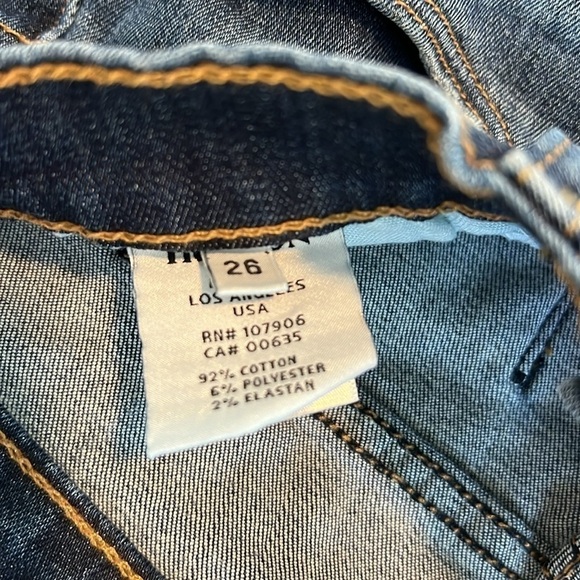 26
LOS ANGELES
USA
RN# 107906
CA# 00635
92% COTTON
6% POLYESTER
2% ELASTAN